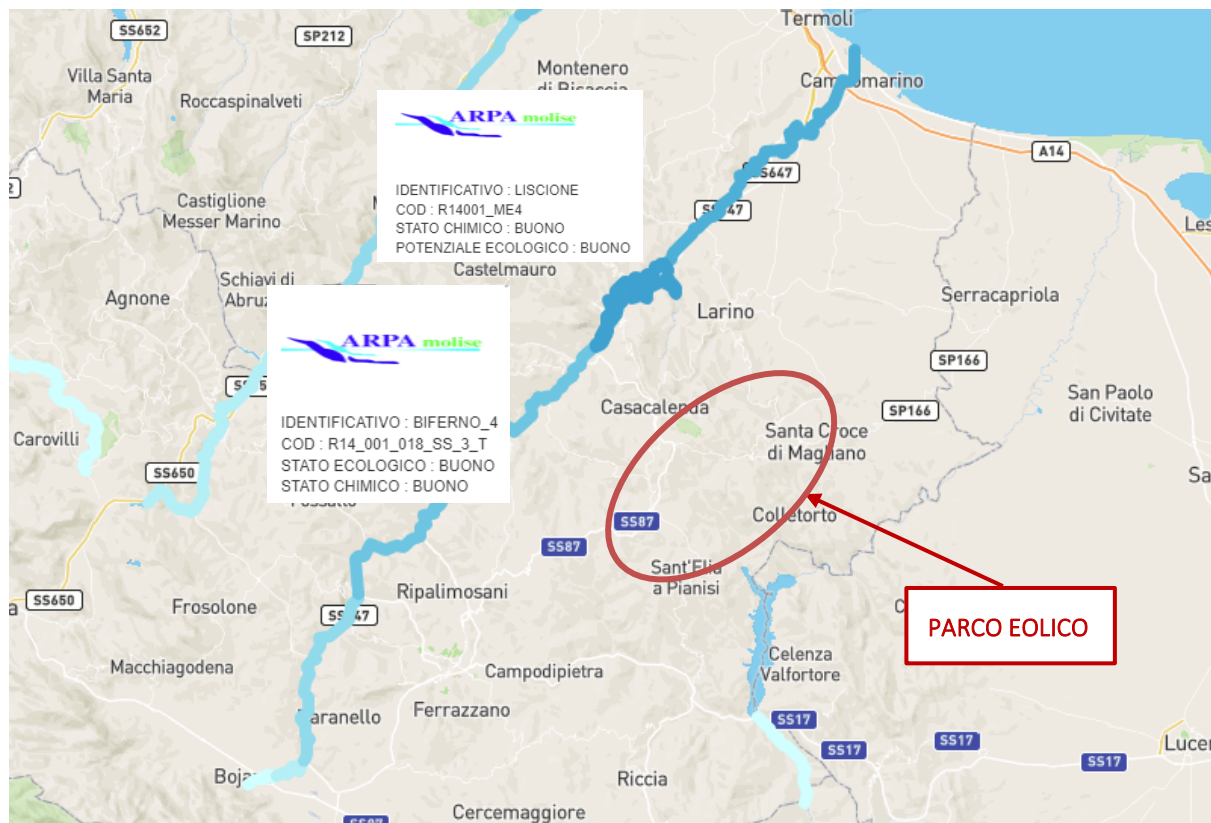 Termoli
SS652
SP212
Montenero
di Bisaccia
Villa Santa
Maria
Roccaspinalveti
Campomarino
ARPA molise
A14
IDENTIFICATIVO : LISCIONE
COD : R14001_ME4
STATO CHIMICO : BUONO
POTENZIALE ECOLOGICO : BUONO
SS647
Castiglione
Messer Marino
Castelmauro
Schiavi di
Agnone
Larino
Serracapriola
ARPA molise
SP166
IDENTIFICATIVO : BIFERNO_4
COD : R14_001_018_SS_3_T
STATO ECOLOGICO : BUONO
STATO CHIMICO : BUONO
Casacalenda
San Paolo
di Civitate
SP166
Santa Croce
di Magliano
Carovilli
SS650
Colletorto
SS87
SS87
Sant'Elia
a Pianisi
Ripalimosani
SS650
Frosolone
PARCO EOLICO
Macchiagodena
Campodipietra
Celenza
Valfortore
Baranello
Ferrazzano
SS17
SS17
SS17
SS17
Riccia
Cercemaggiore